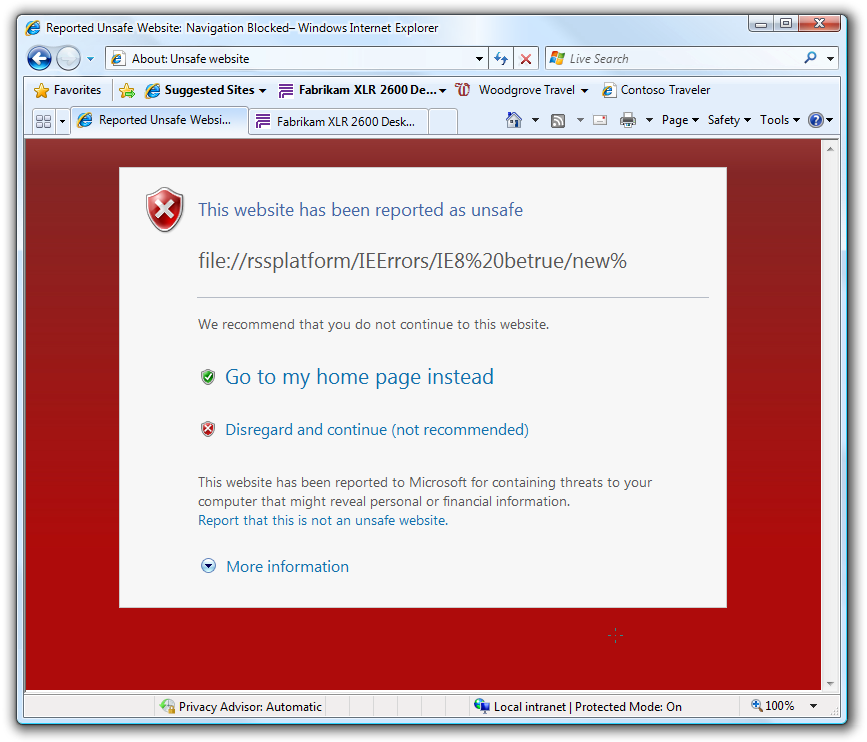 Reported Unsafe Website: Navigation Blocked– Windows Internet Explorer
About: Unsafe website
Live Search
Favorites Suggested Sites Fabrikam XLR 2600 De... Woodgrove Travel Contoso Traveler
Reported Unsafe Websi... Fabrikam XLR 2600 Desk... Page Safety Tools
This website has been reported as unsafe
file://rssplatform/IEErrors/IE8%20betrue/new%
We recommend that you do not continue to this website.
Go to my home page instead
Disregard and continue (not recommended)
This website has been reported to Microsoft for containing threats to your
computer that might reveal personal or financial information.
Report that this is not an unsafe website.
More information
Privacy Advisor: Automatic Local intranet | Protected Mode: On 100%